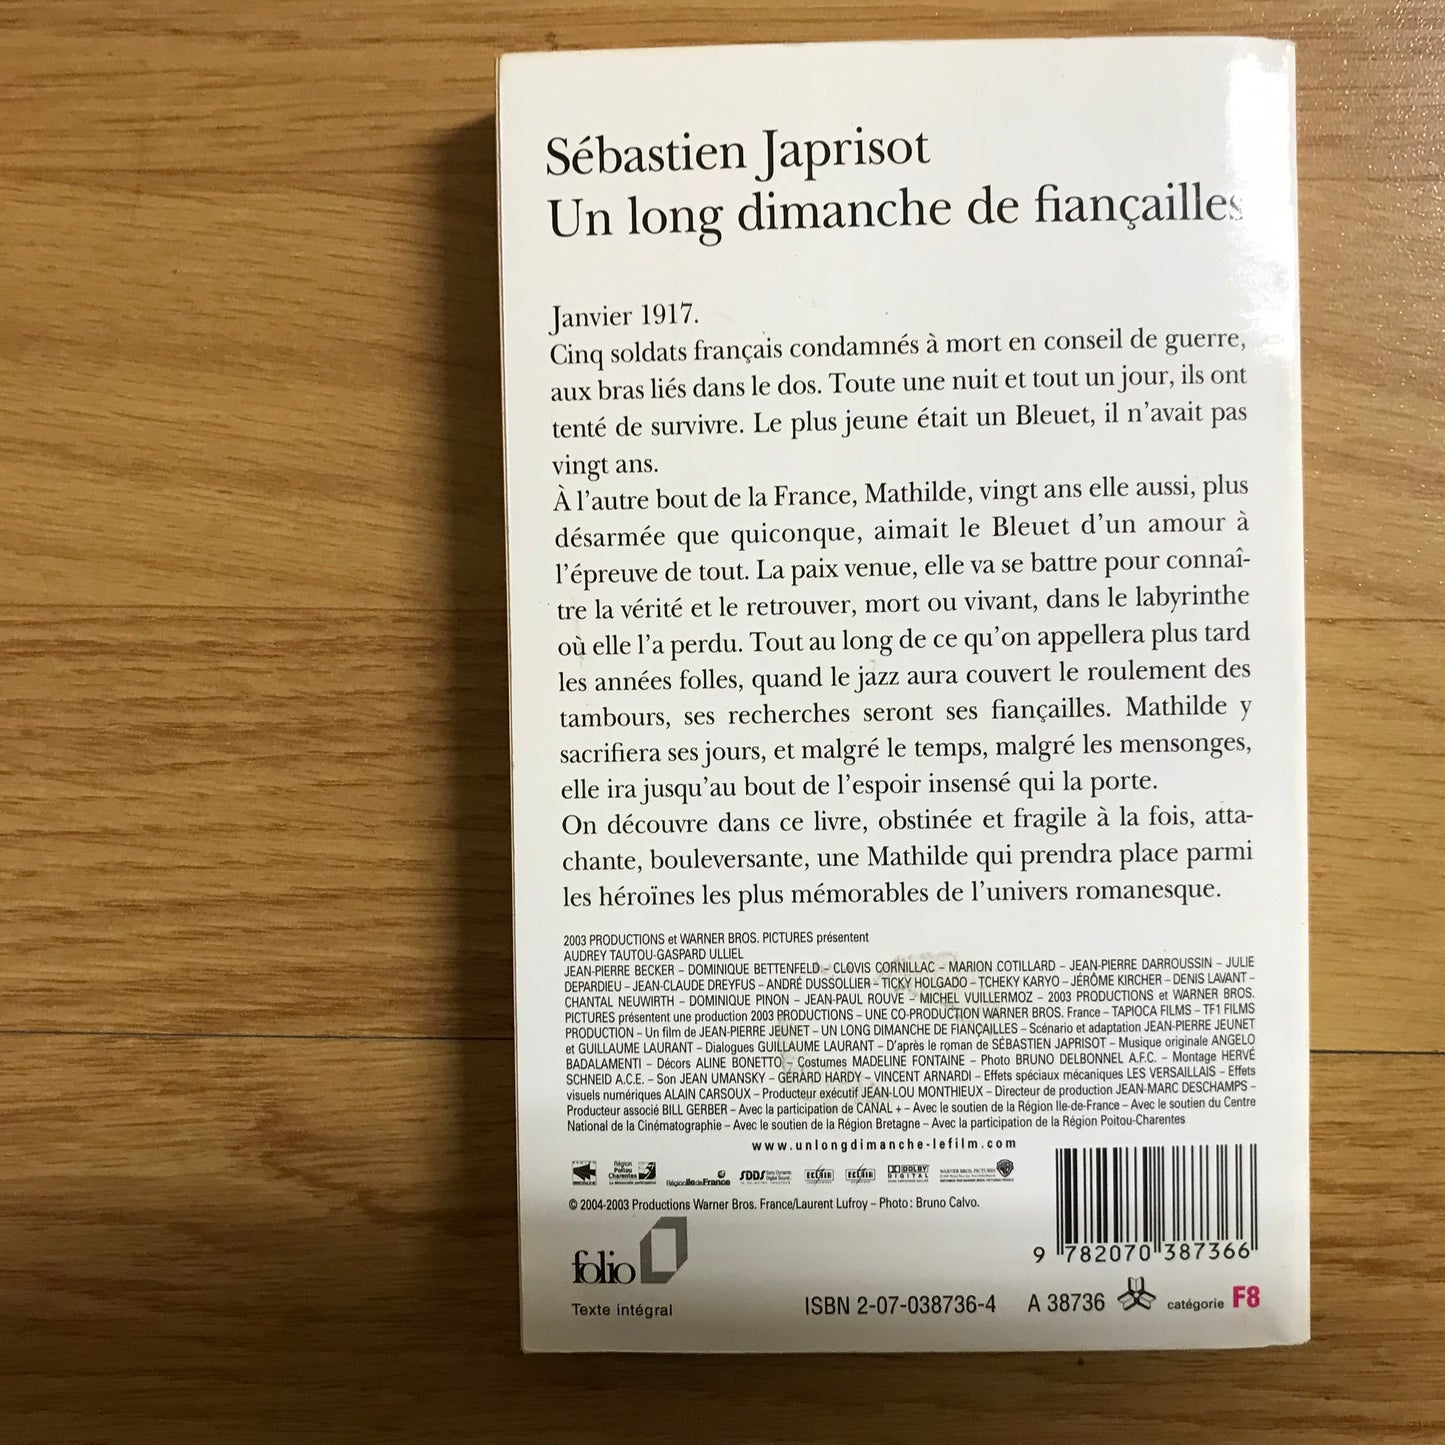 Sébastien Japrisot
Un long dimanche de fiançailles
Janvier 1917.
Cinq soldats français condamnés à mort en conseil de guerre,
aux bras liés dans le dos. Toute une nuit et tout un jour, ils ont
tenté de survivre. Le plus jeune était un Bleuet, il n'avait pas
vingt ans.
À l'autre bout de la France, Mathilde, vingt ans elle aussi, plus
désarmée que quiconque, aimait le Bleuet d'un amour à
l'épreuve de tout. La paix venue, elle va se battre pour connaî-
tre la vérité et le retrouver, mort ou vivant, dans le labyrinthe
où elle l'a perdu. Tout au long de ce qu'on appellera plus tard
les années folles, quand le jazz aura couvert le roulement des
tambours, ses recherches seront ses fiançailles. Mathilde y
sacrifiera ses jours, et malgré le temps, malgré les mensonges,
elle ira jusqu'au bout de l'espoir insensé qui la porte.
On découvre dans ce livre, obstinée et fragile à la fois, atta-
chante, bouleversante, une Mathilde qui prendra place parmi
les héroïnes les plus mémorables de l'univers romanesque.
2003 PRODUCTIONS et WARNER BROS. PICTURES présentent
AUDREY TAUTOU-GASPARD ULLIEL
JEAN-PIERRE BECKER – DOMINIQUE BETTENFELD – CLOVIS CORNILLAC – MARION COTILLARD – JEAN-PIERRE DARROUSSIN – JULIE
DEPARDIEU – JEAN-CLAUDE DREYFUS – ANDRÉ DUSSOLLIER – TICKY HOLGADO – TCHEKY KARYO – JÉRÔME KIRCHER – DENIS LAVANT –
CHANTAL NEUWIRTH – DOMINIQUE PINON – JEAN-PAUL ROUVE – MICHEL VUILLERMOZ – 2003 PRODUCTIONS et WARNER BROS.
PICTURES présentent une production 2003 PRODUCTIONS – UNE CO-PRODUCTION WARNER BROS. France – TAPIOCA FILMS – TF1 FILMS
PRODUCTION – Un film de JEAN-PIERRE JEUNET – UN LONG DIMANCHE DE FIANÇAILLES – Scénario et adaptation JEAN-PIERRE JEUNET
et GUILLAUME LAURANT – Dialogues GUILLAUME LAURANT – D'après le roman de SÉBASTIEN JAPRISOT – Musique originale ANGELO
BADALAMENTI – Décors ALINE BONETTO – Costumes MADELINE FONTAINE – Photo BRUNO DELBONNEL A.F.C. – Montage HERVÉ
SCHNEID A.C.E. – Son JEAN UMANSKY – GÉRARD HARDY – VINCENT ARNARDI – Effets spéciaux mécaniques LES VERSAILLAIS – Effets
visuels numériques ALAIN CARSOUX – Producteur exécutif JEAN-LOU MONTHIEUX – Directeur de production JEAN-MARC DESCHAMPS –
Producteur associé BILL GERBER – Avec la participation de CANAL + – Avec le soutien de la Région Ile-de-France – Avec le soutien du Centre
National de la Cinématographie – Avec le soutien de la Région Bretagne – Avec la participation de la Région Poitou-Charentes
www.unlongdimanche-lefilm.com
Région
Poitou
Charentes
RégionIledeFrance
SDDS Sony Dynamic
Digital Sound.
DOLBY
DIGITAL
WARNER BROS. PICTURES
© 2004-2003 Productions Warner Bros. France/Laurent Lufroy – Photo : Bruno Calvo.
9 782070 387366
folio
Texte intégral
ISBN 2-07-038736-4 A 38736 catégorie F8